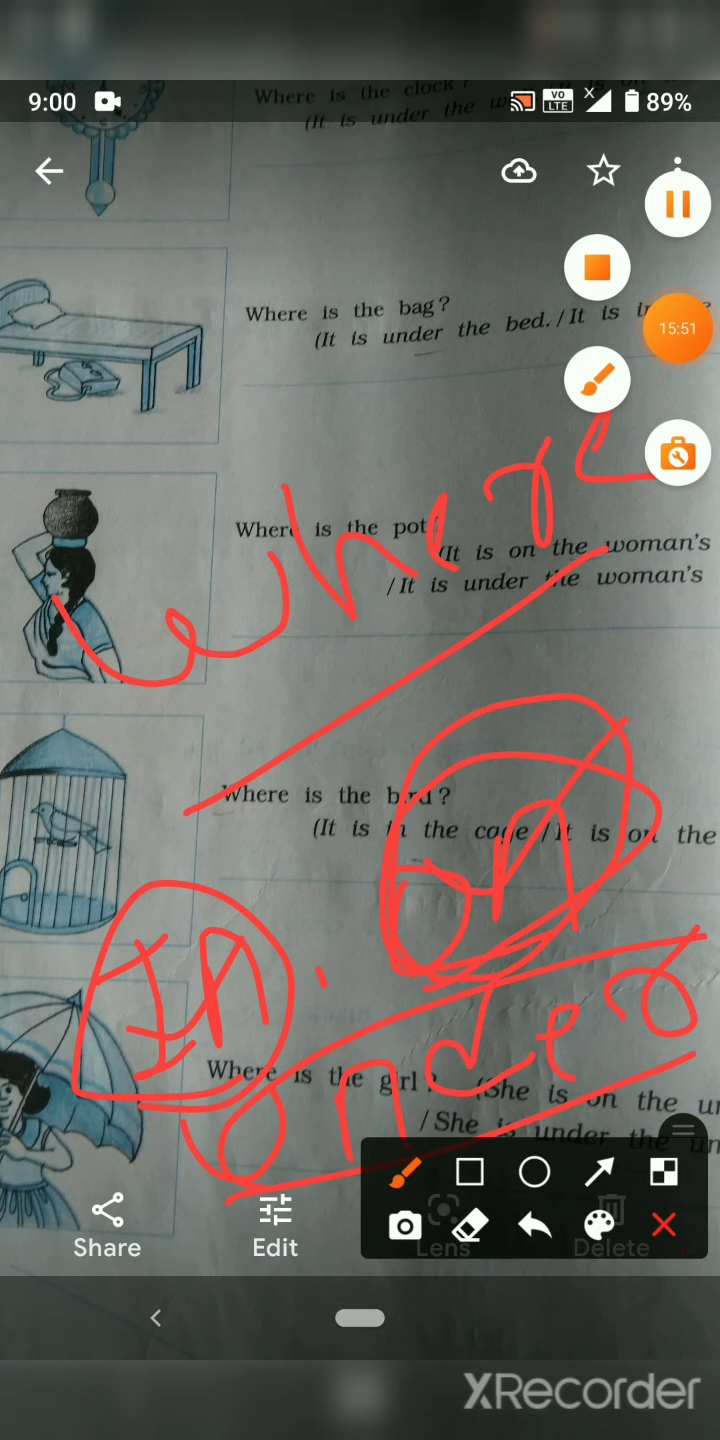 9:00 VO LTE X 89%
Where is the clock?
(It is under the
Where is the bag?
15:51
(It is under the bed. / It is in
where
Where is the pot
(It is on the woman's
/ It is under the woman's
Where is the bird?
(It is in the cage / It is on the
on
In.
under
Where is the girl? (She is on the
/ She is under the
Share Edit Lens Delete
XRecorder